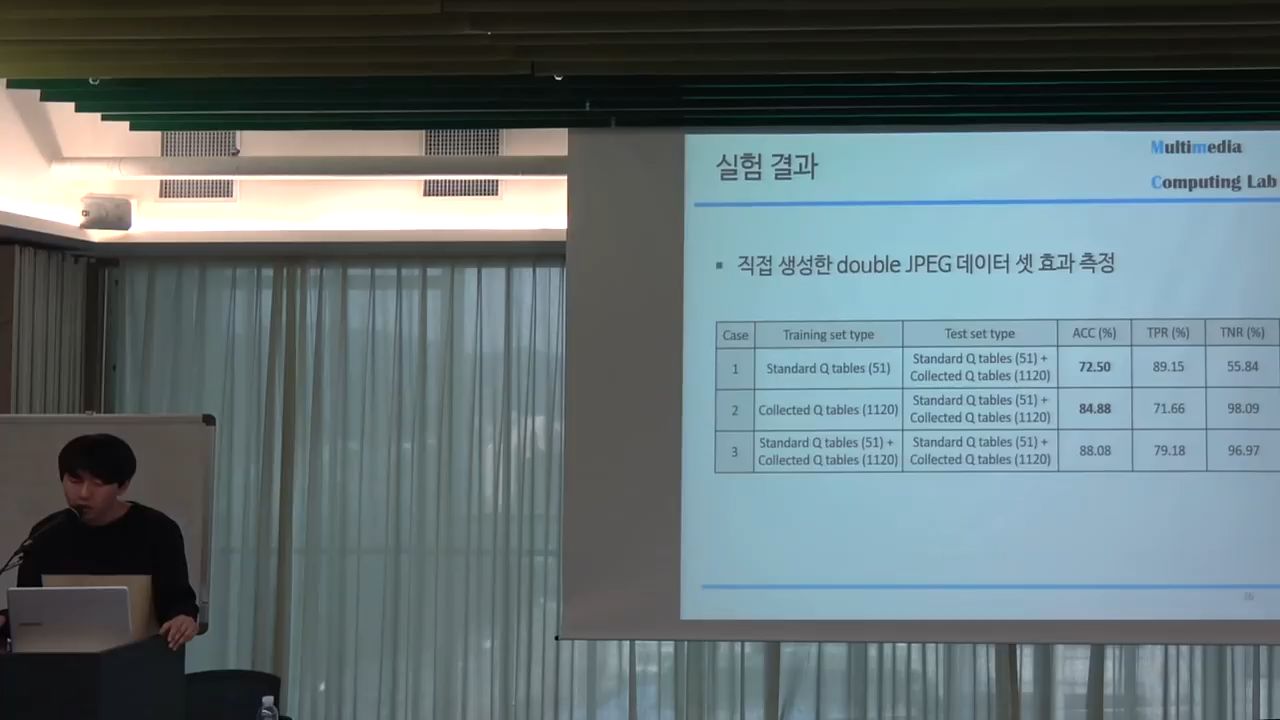 실험 결과
Multimedia
Computing Lab
▪ 직접 생성한 double JPEG 데이터 셋 효과 측정
Case Training set type Test set type ACC (%) TPR (%) TNR (%)
1 Standard Q tables (51) Standard Q tables (51) + Collected Q tables (1120) 72.50 89.15 55.84
2 Collected Q tables (1120) Standard Q tables (51) + Collected Q tables (1120) 84.88 71.66 98.09
3 Standard Q tables (51) + Collected Q tables (1120) Standard Q tables (51) + Collected Q tables (1120) 88.08 79.18 96.97